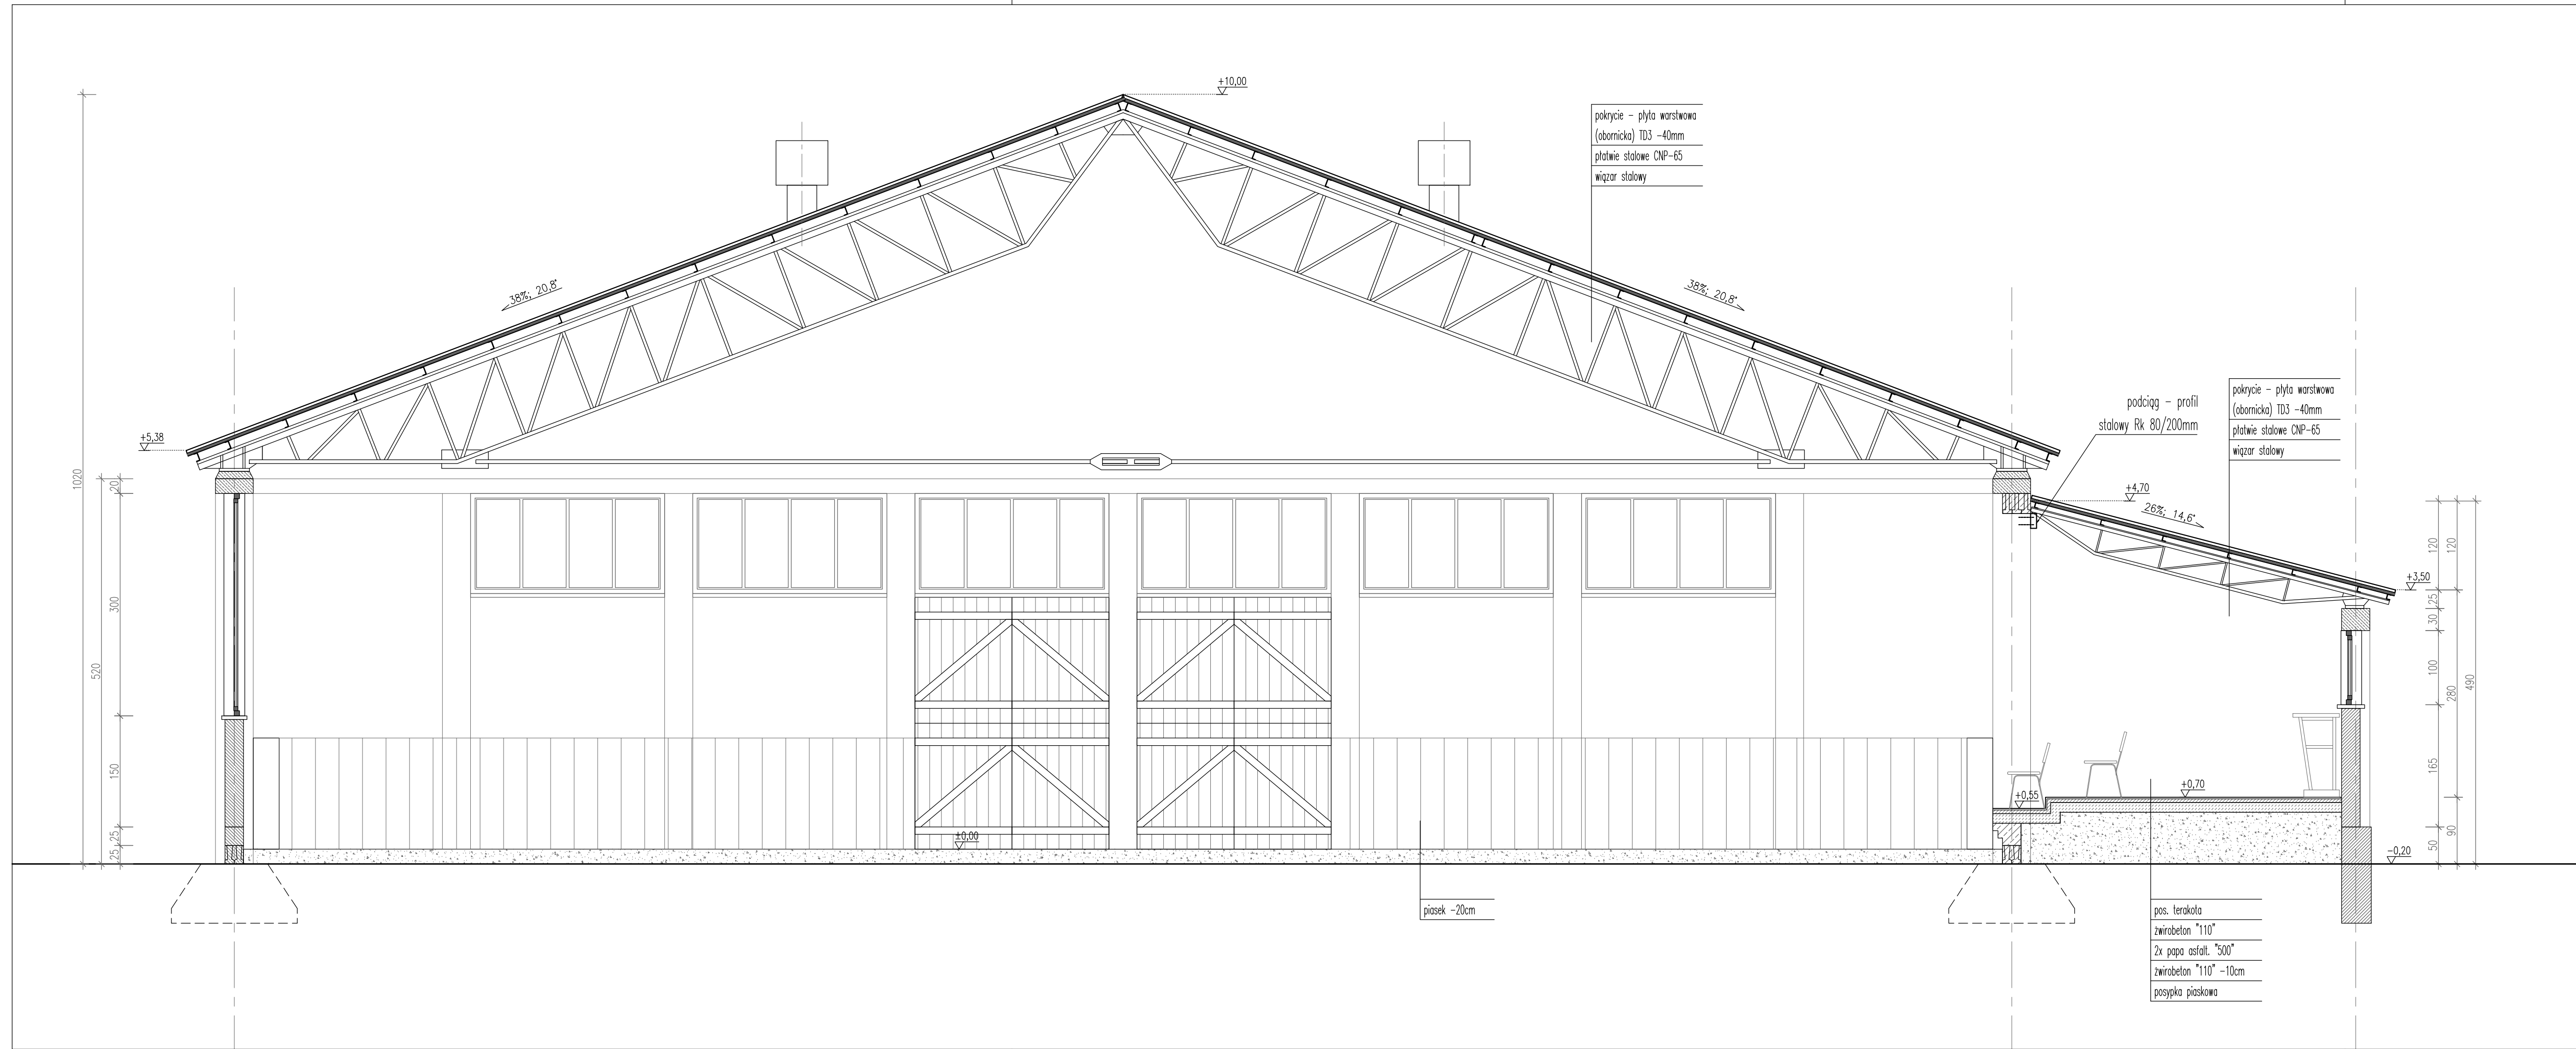 +10,00
pokrycie - płyta warstwowa
(obornicka) TD3 -40mm
płatwie stalowe CNP-65
wiązar stalowy
38%; 20,8°
38%; 20,8°
pokrycie - płyta warstwowa
(obornicka) TD3 -40mm
płatwie stalowe CNP-65
wiązar stalowy
podciąg - profil
stalowy Rk 80/200mm
+5,38
1020
520
20
300
150
25
25
+4,70
26%; 14,6°
+3,50
120
120
25
30
100
280
490
165
90
50
+0,70
+0,55
±0,00
-0,20
piasek -20cm
pos. terakota
żwirobeton "110"
2x papa asfalt. "500"
żwirobeton "110" -10cm
posypka piaskowa